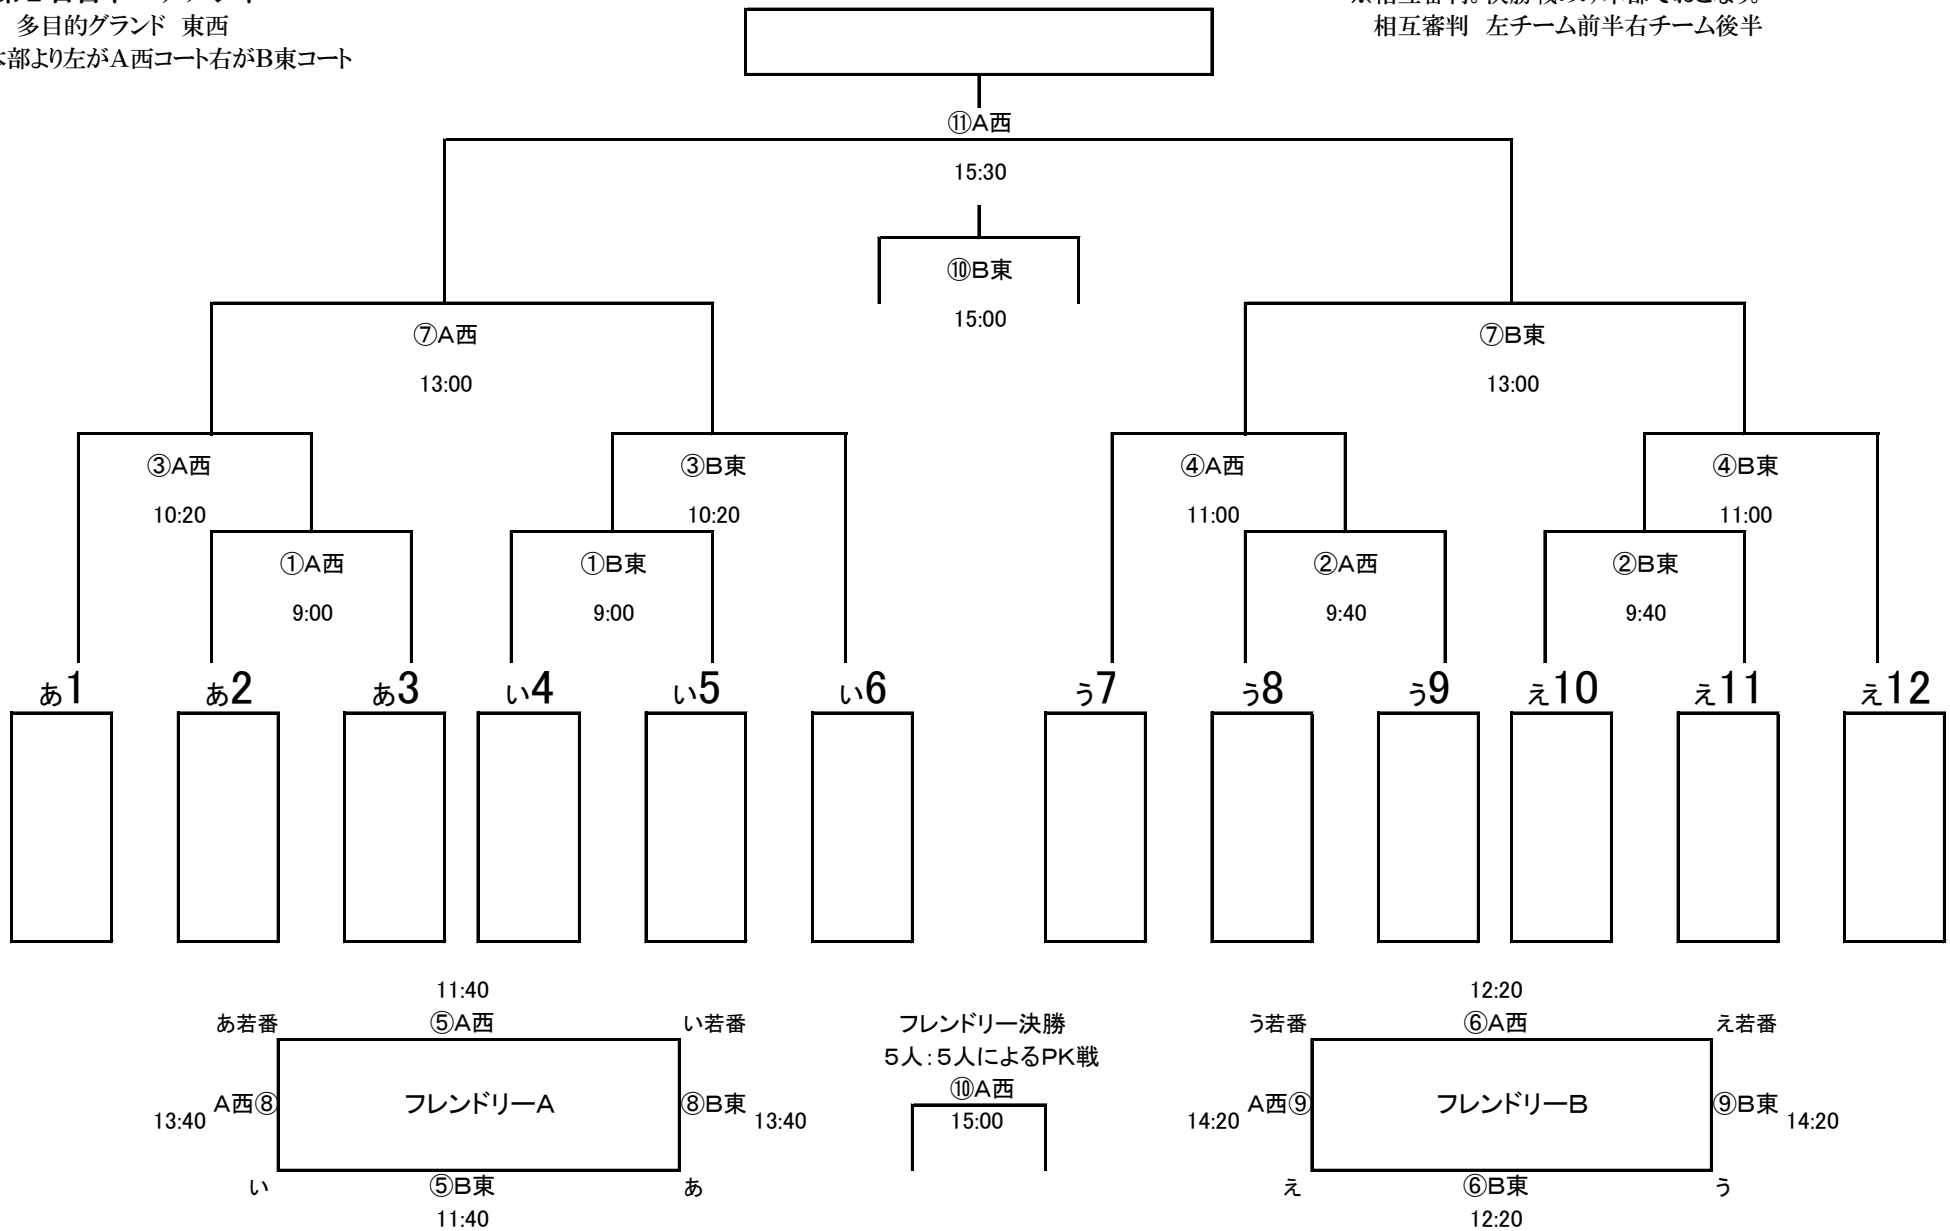 多目的グランド 東西
本部より左がA西コート右がB東コート
相互審判 左チーム前半右チーム後半
⑪A西
15:30
⑩B東
15:00
⑦A西
13:00
⑦B東
13:00
③A西
10:20
③B東
10:20
④A西
11:00
④B東
11:00
①A西
9:00
①B東
9:00
②A西
9:40
②B東
9:40
あ1
あ2
あ3
い4
い5
い6
う7
う8
う9
え10
え11
え12
11:40
あ若番
⑤A西
い若番
13:40
A西⑧
フレンドリーA
⑧B東
13:40
い
⑤B東
あ
11:40
フレンドリー決勝
5人:5人によるPK戦
⑩A西
15:00
12:20
う若番
⑥A西
え若番
14:20
A西⑨
フレンドリーB
⑨B東
14:20
え
⑥B東
う
12:20